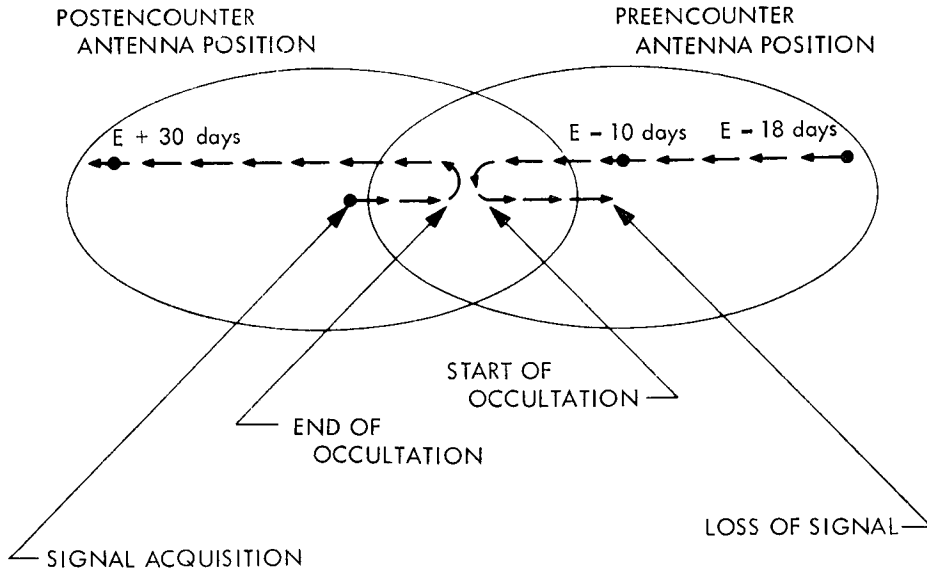 POSTENCOUNTER
ANTENNA POSITION
PREENCOUNTER
ANTENNA POSITION
E + 30 days
E – 10 days
E – 18 days
START OF
OCCULTATION
END OF
OCCULTATION
LOSS OF SIGNAL
SIGNAL ACQUISITION